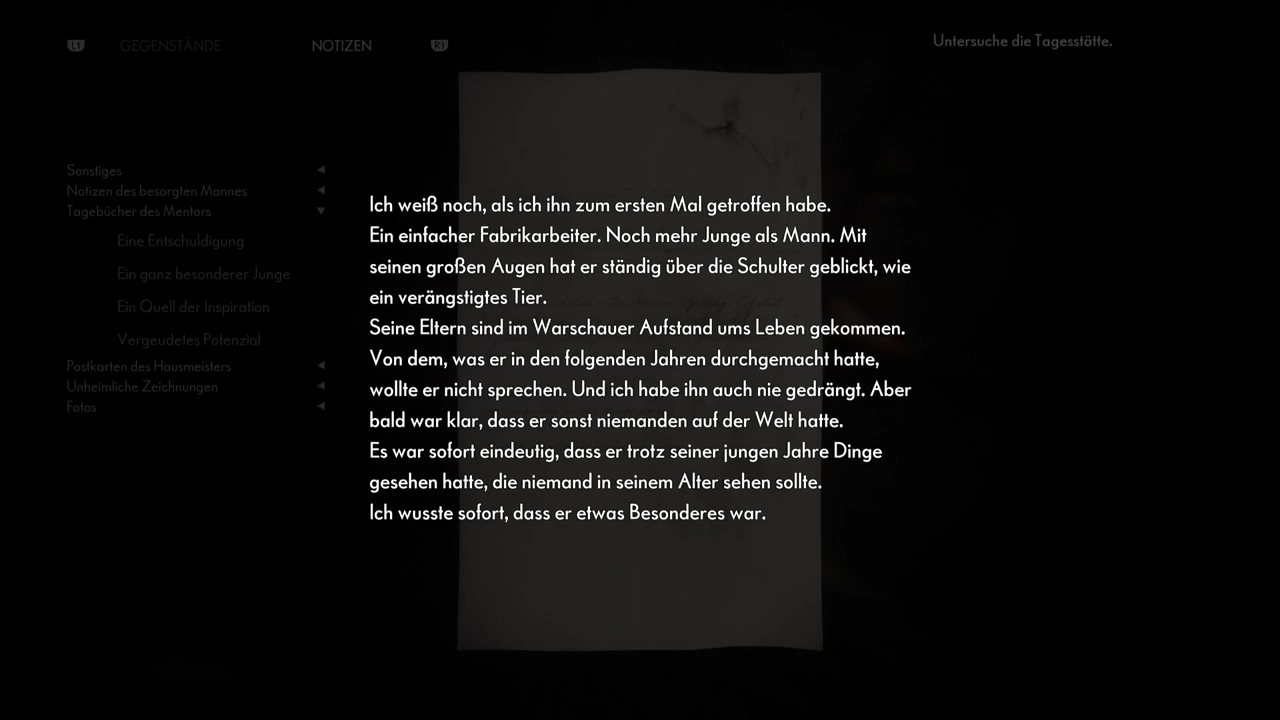 L1 GEGENSTÄNDE NOTIZEN R1
Untersuche die Tagesstätte.
Sonstiges
Notizen des besorgten Mannes
Tagebücher des Mentors
Eine Entschuldigung
Ein ganz besonderer Junge
Ein Quell der Inspiration
Vergeudetes Potenzial
Postkarten des Hausmeisters
Unheimliche Zeichnungen
Fotos
Ich weiß noch, als ich ihn zum ersten Mal getroffen habe.
Ein einfacher Fabrikarbeiter. Noch mehr Junge als Mann. Mit
seinen großen Augen hat er ständig über die Schulter geblickt, wie
ein verängstigtes Tier.
Seine Eltern sind im Warschauer Aufstand ums Leben gekommen.
Von dem, was er in den folgenden Jahren durchgemacht hatte,
wollte er nicht sprechen. Und ich habe ihn auch nie gedrängt. Aber
bald war klar, dass er sonst niemanden auf der Welt hatte.
Es war sofort eindeutig, dass er trotz seiner jungen Jahre Dinge
gesehen hatte, die niemand in seinem Alter sehen sollte.
Ich wusste sofort, dass er etwas Besonderes war.